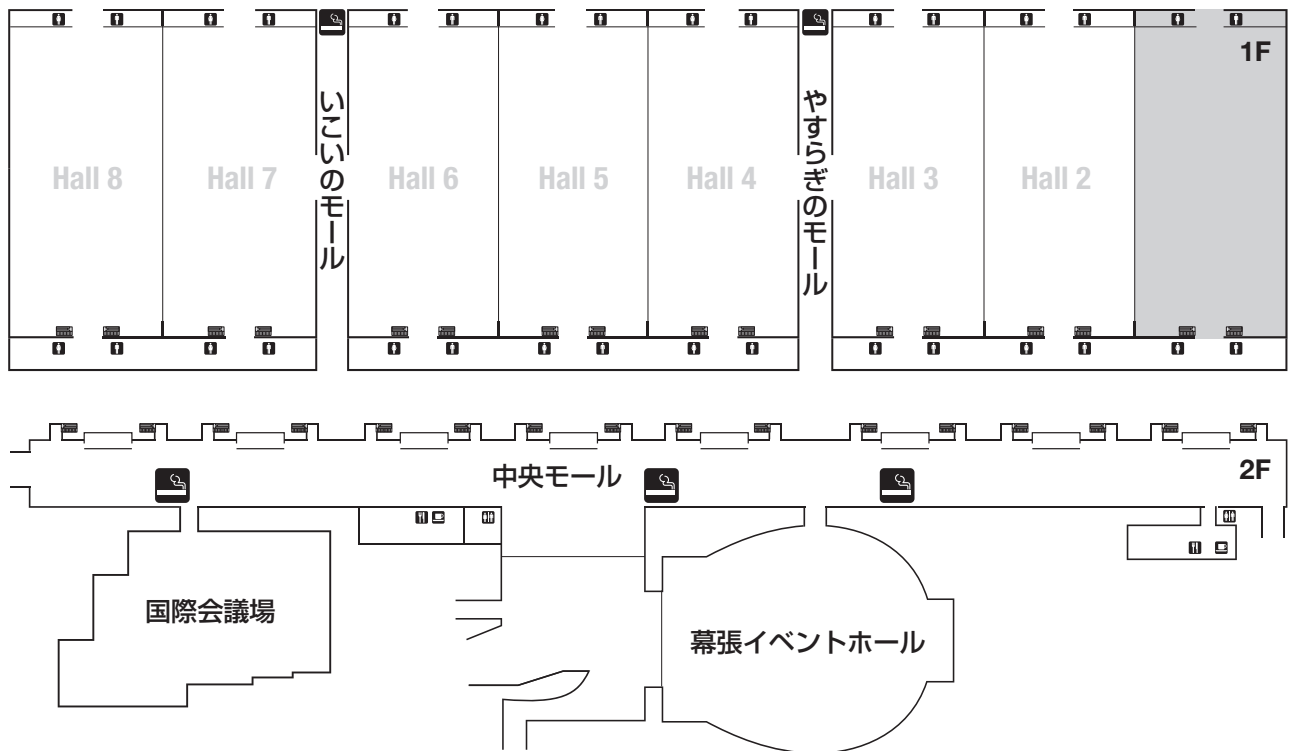 1F
Hall 8
Hall 7
いこいのモール
Hall 6
Hall 5
Hall 4
やすらぎのモール
Hall 3
Hall 2
中央モール
2F
国際会議場
幕張イベントホール